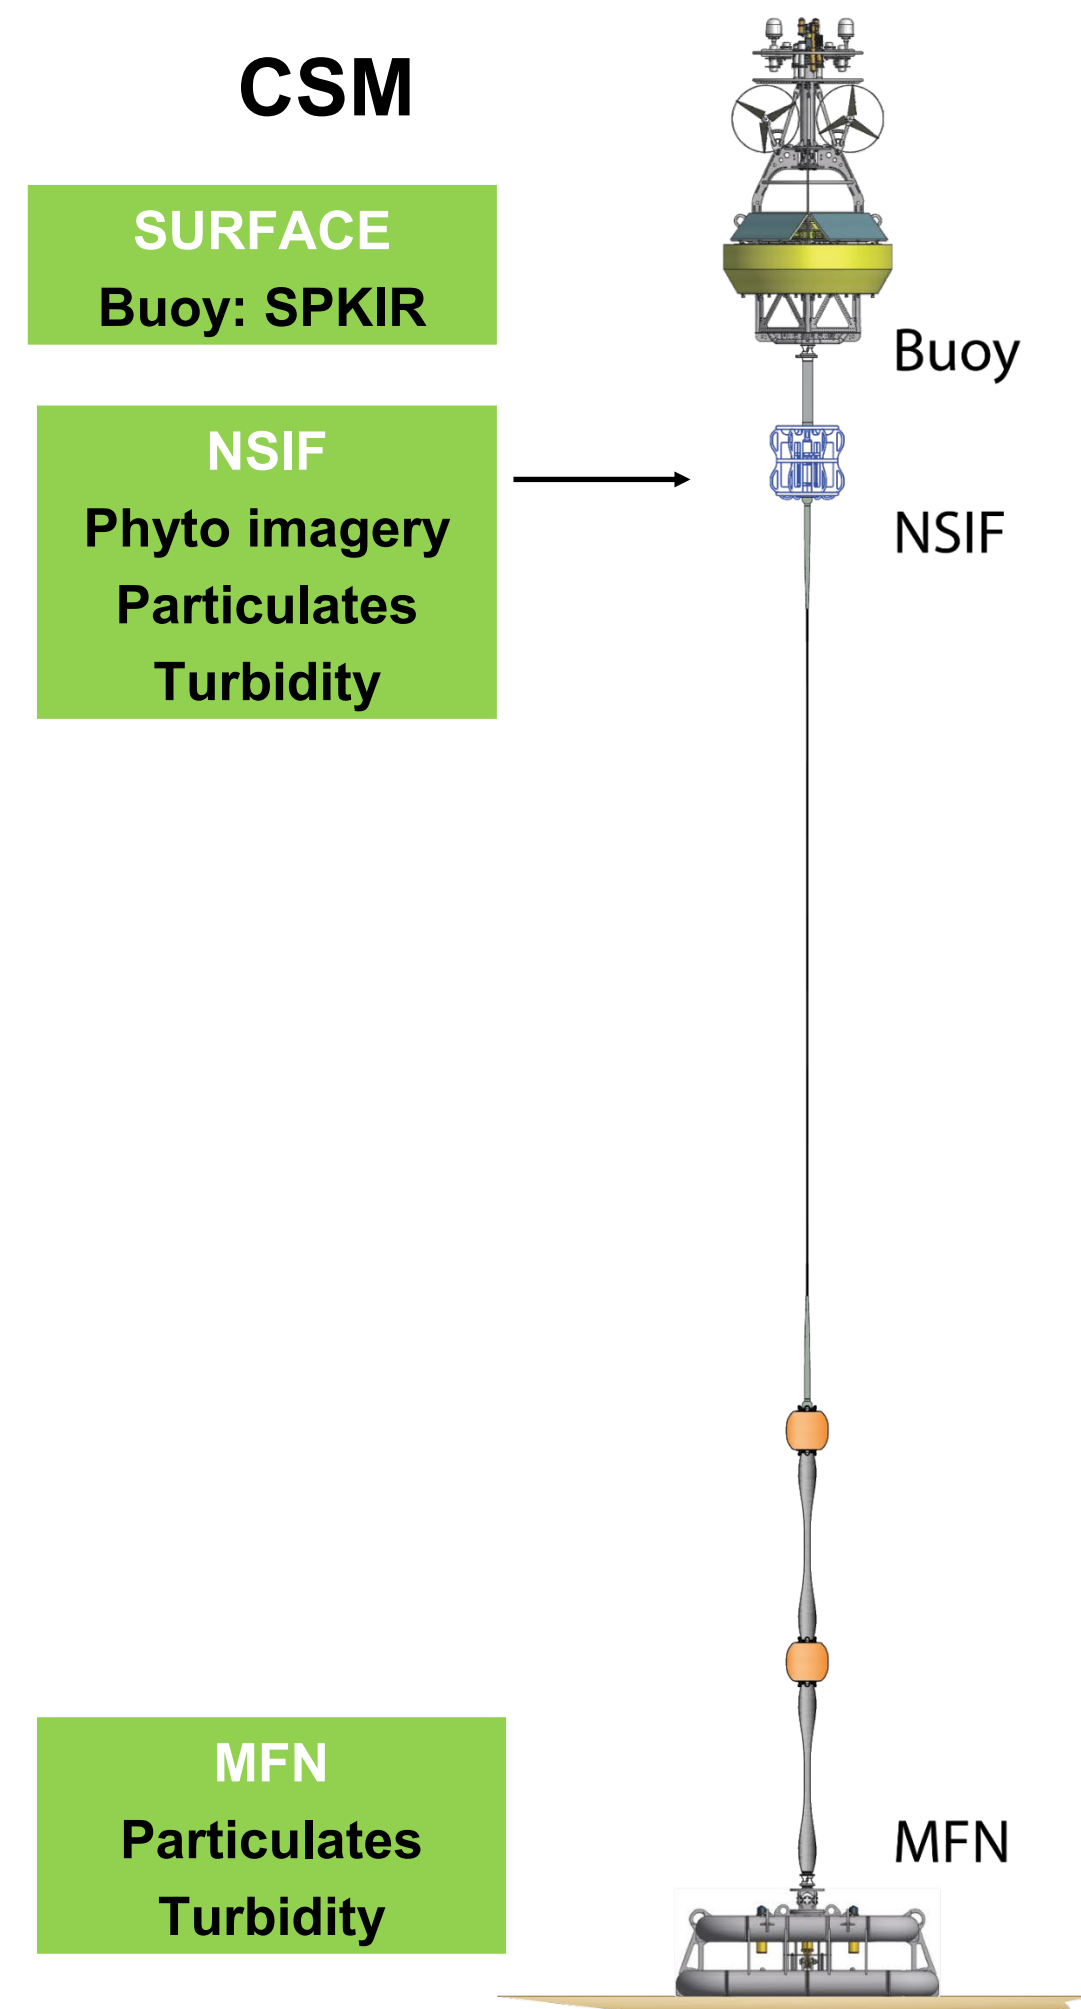 CSM
SURFACE
Buoy: SPKIR
Buoy
NSIF
Phyto imagery
Particulates
Turbidity
NSIF
MFN
Particulates
Turbidity
MFN